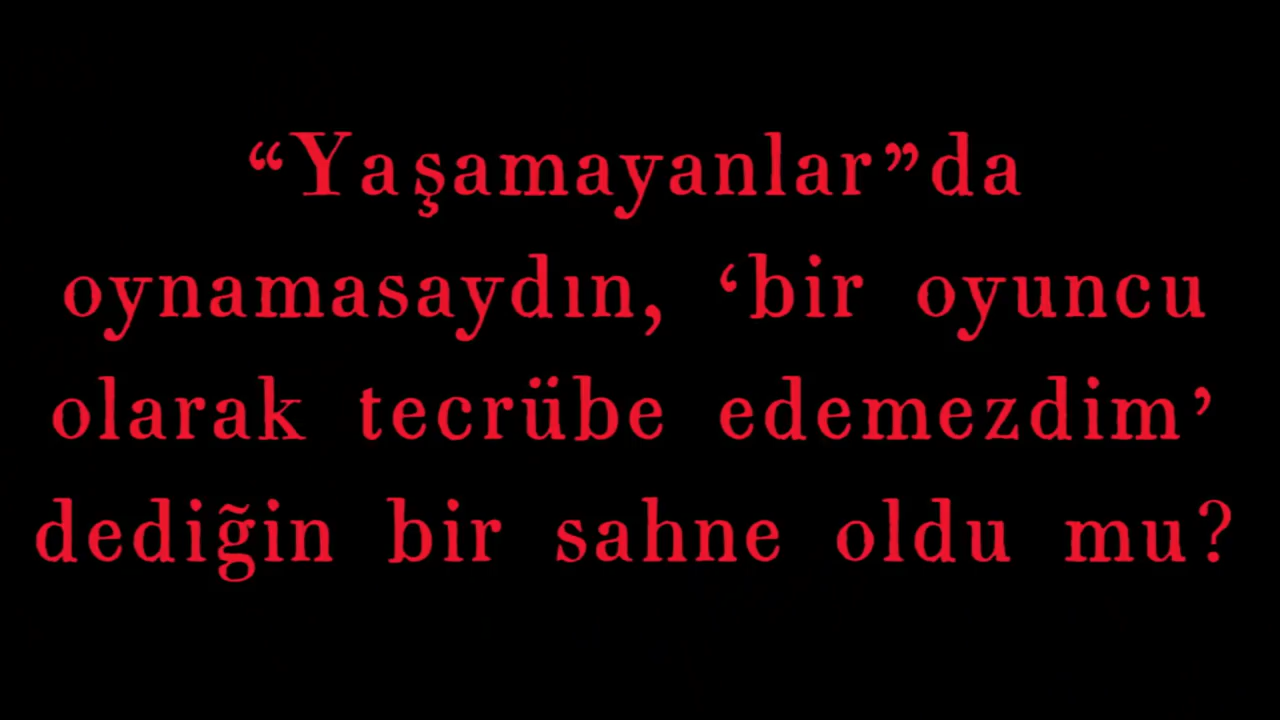 “Yaşamayanlar”da
oynamasaydın, ‘bir oyuncu
olarak tecrübe edemezdim’
dediğin bir sahne oldu mu?